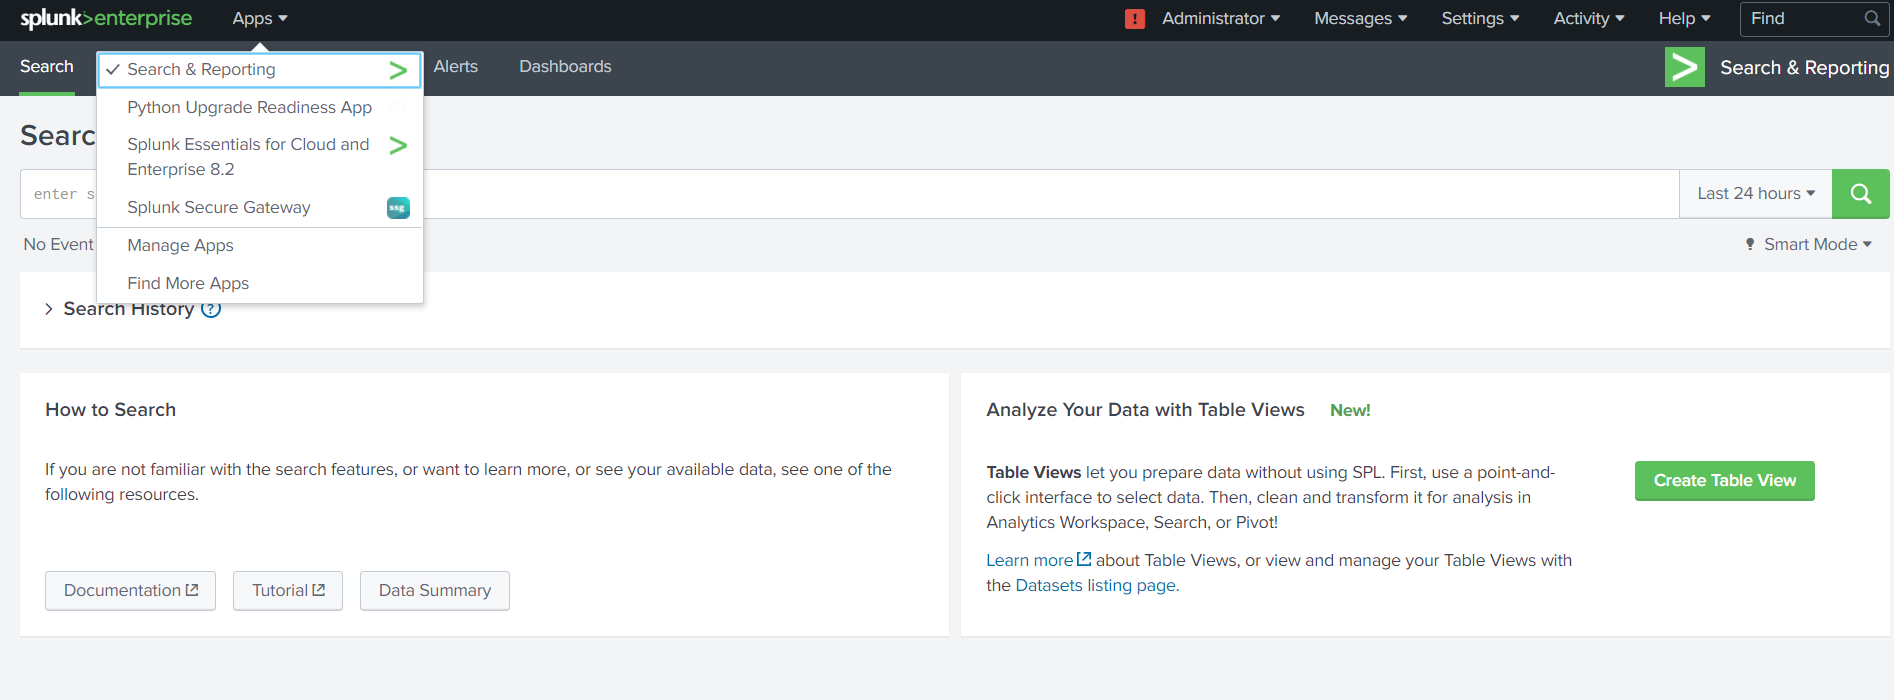 splunk>enterprise Apps Administrator Messages Settings Activity Help Find
Search Alerts Dashboards Search & Reporting
Search & Reporting
Python Upgrade Readiness App
Splunk Essentials for Cloud and
Enterprise 8.2
Splunk Secure Gateway
ssg
Manage Apps
Find More Apps
Searc
enter s
Last 24 hours
No Event
Smart Mode
Search History ?
How to Search
If you are not familiar with the search features, or want to learn more, or see your available data, see one of the
following resources.
Documentation Tutorial Data Summary
Analyze Your Data with Table Views New!
Table Views let you prepare data without using SPL. First, use a point-and-
click interface to select data. Then, clean and transform it for analysis in
Analytics Workspace, Search, or Pivot!
Create Table View
Learn more about Table Views, or view and manage your Table Views with
the Datasets listing page.